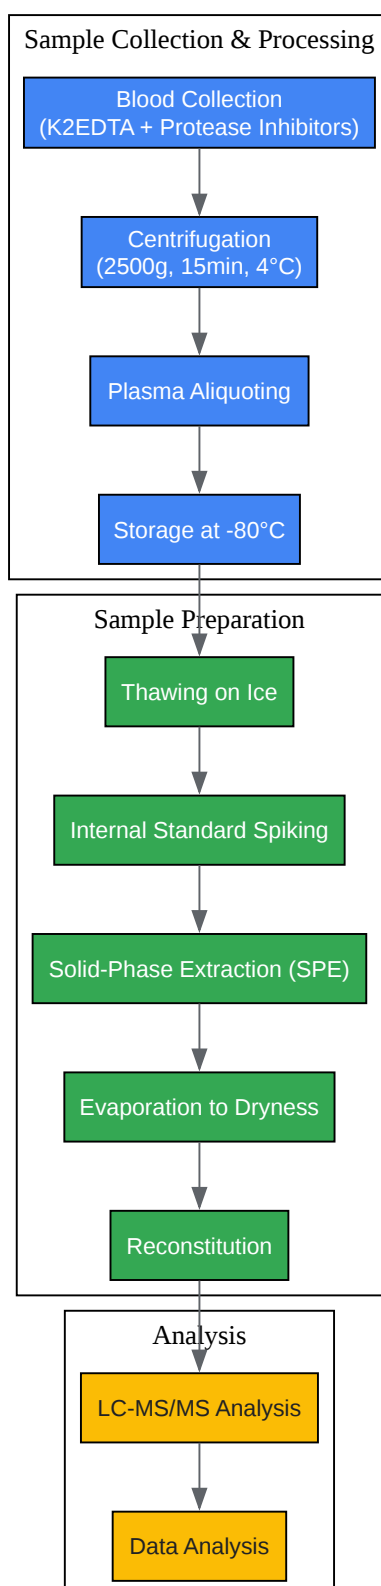 Sample Collection & Processing
Blood Collection
(K2EDTA + Protease Inhibitors)
Centrifugation
(2500g, 15min, 4°C)
Plasma Aliquoting
Storage at -80°C
Sample Preparation
Thawing on Ice
Internal Standard Spiking
Solid-Phase Extraction (SPE)
Evaporation to Dryness
Reconstitution
Analysis
LC-MS/MS Analysis
Data Analysis